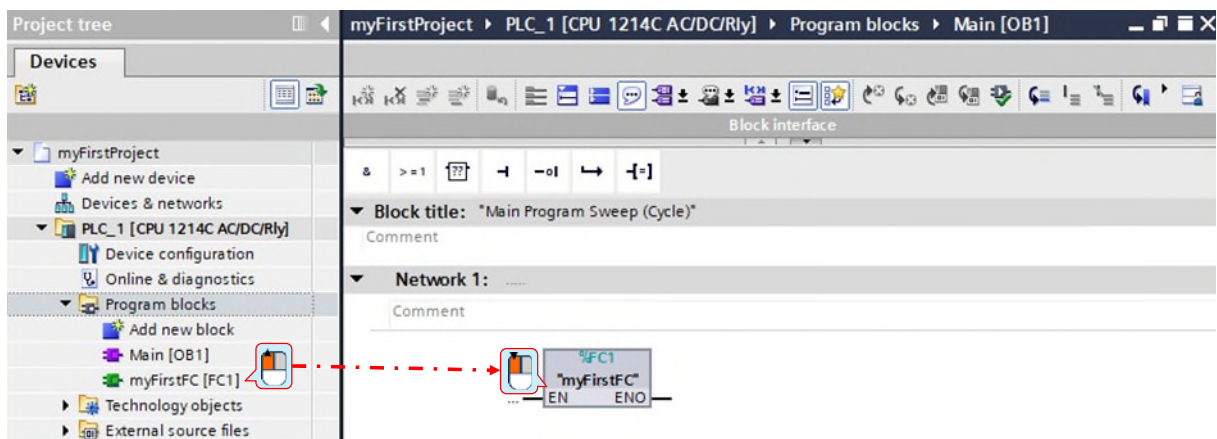 Project tree
Devices
myFirstProject
Add new device
Devices & networks
PLC_1 [CPU 1214C AC/DC/Rly]
Device configuration
Online & diagnostics
Program blocks
Add new block
Main [OB1]
myFirstFC [FC1]
Technology objects
External source files
myFirstProject ▸ PLC_1 [CPU 1214C AC/DC/Rly] ▸ Program blocks ▸ Main [OB1]
Block interface
& >=1 ??
Block title: "Main Program Sweep (Cycle)"
Comment
Network 1: .....
Comment
%FC1
"myFirstFC"
... EN ENO